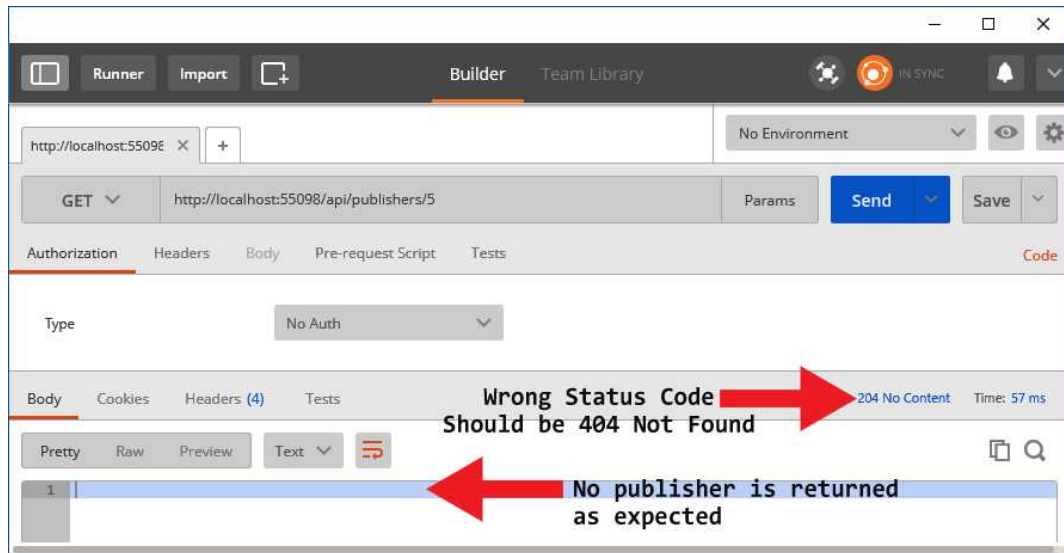 Runner Import Builder Team Library IN SYNC
http://localhost:5509ε No Environment
GET http://localhost:55098/api/publishers/5 Params Send Save
Authorization Headers Body Pre-request Script Tests Code
Type No Auth
Body Cookies Headers (4) Tests Wrong Status Code 204 No Content Time: 57 ms
Should be 404 Not Found
Pretty Raw Preview Text
1 No publisher is returned
as expected